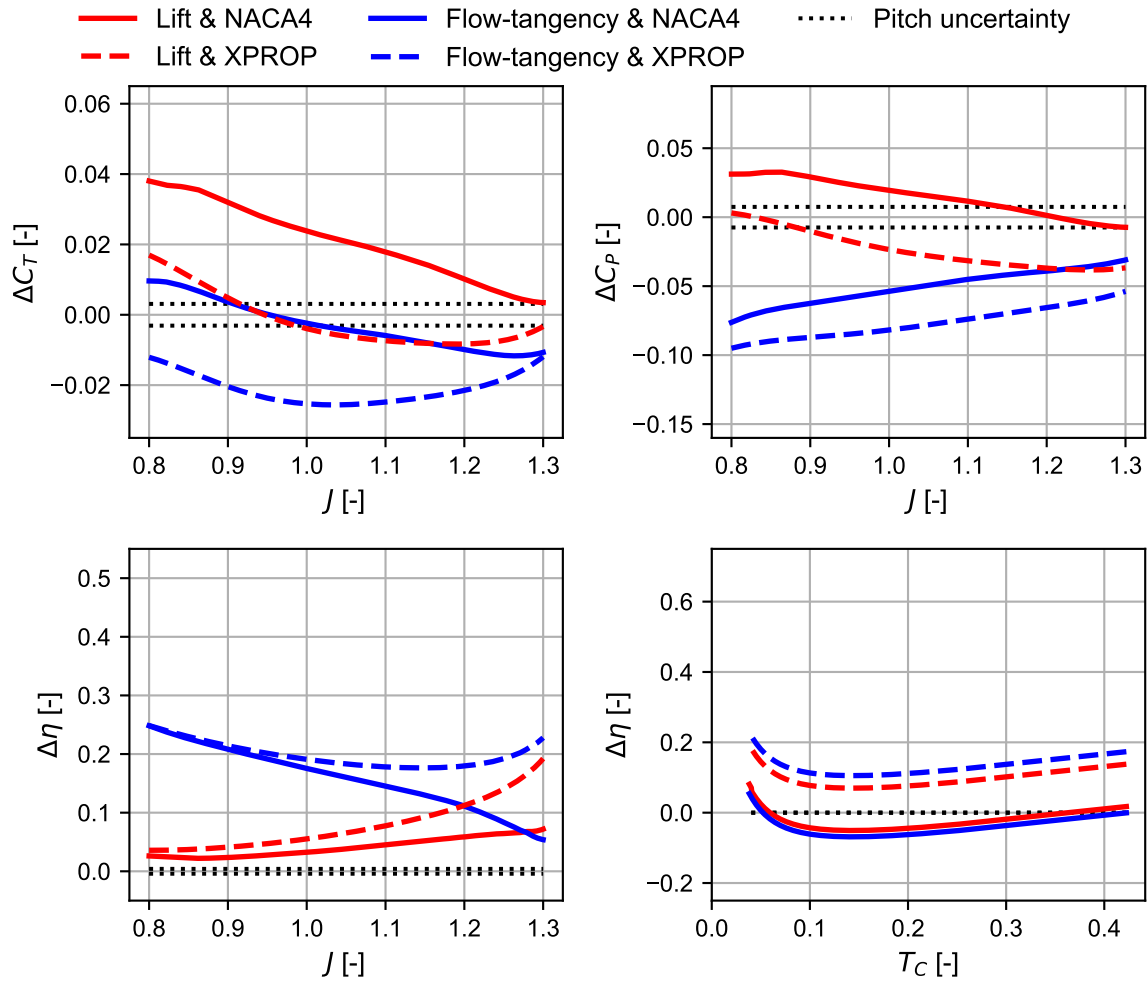 Lift & NACA4 Flow-tangency & NACA4 Pitch uncertainty
Lift & XPROP Flow-tangency & XPROP
0.06
0.04
0.02
0.00
−0.02
ΔC_T [-]
0.8 0.9 1.0 1.1 1.2 1.3
J [-]
0.05
0.00
−0.05
−0.10
−0.15
ΔC_P [-]
0.8 0.9 1.0 1.1 1.2 1.3
J [-]
0.5
0.4
0.3
0.2
0.1
0.0
Δη [-]
0.8 0.9 1.0 1.1 1.2 1.3
J [-]
0.6
0.4
0.2
0.0
−0.2
Δη [-]
0.0 0.1 0.2 0.3 0.4
T_C [-]